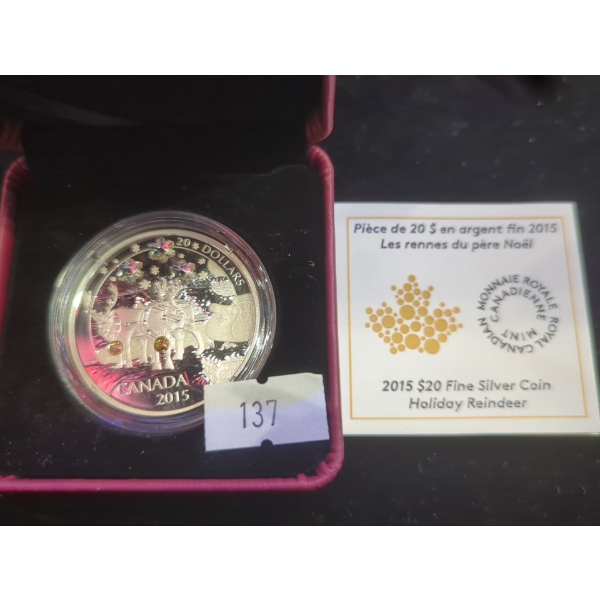 20 DOLLARS
CANADA
2015
137
Pièce de 20 $ en argent fin 2015
Les rennes du père Noël
MONNAIE ROYALE CANADIENNE
ROYAL CANADIAN MINT
2015 $20 Fine Silver Coin
Holiday Reindeer